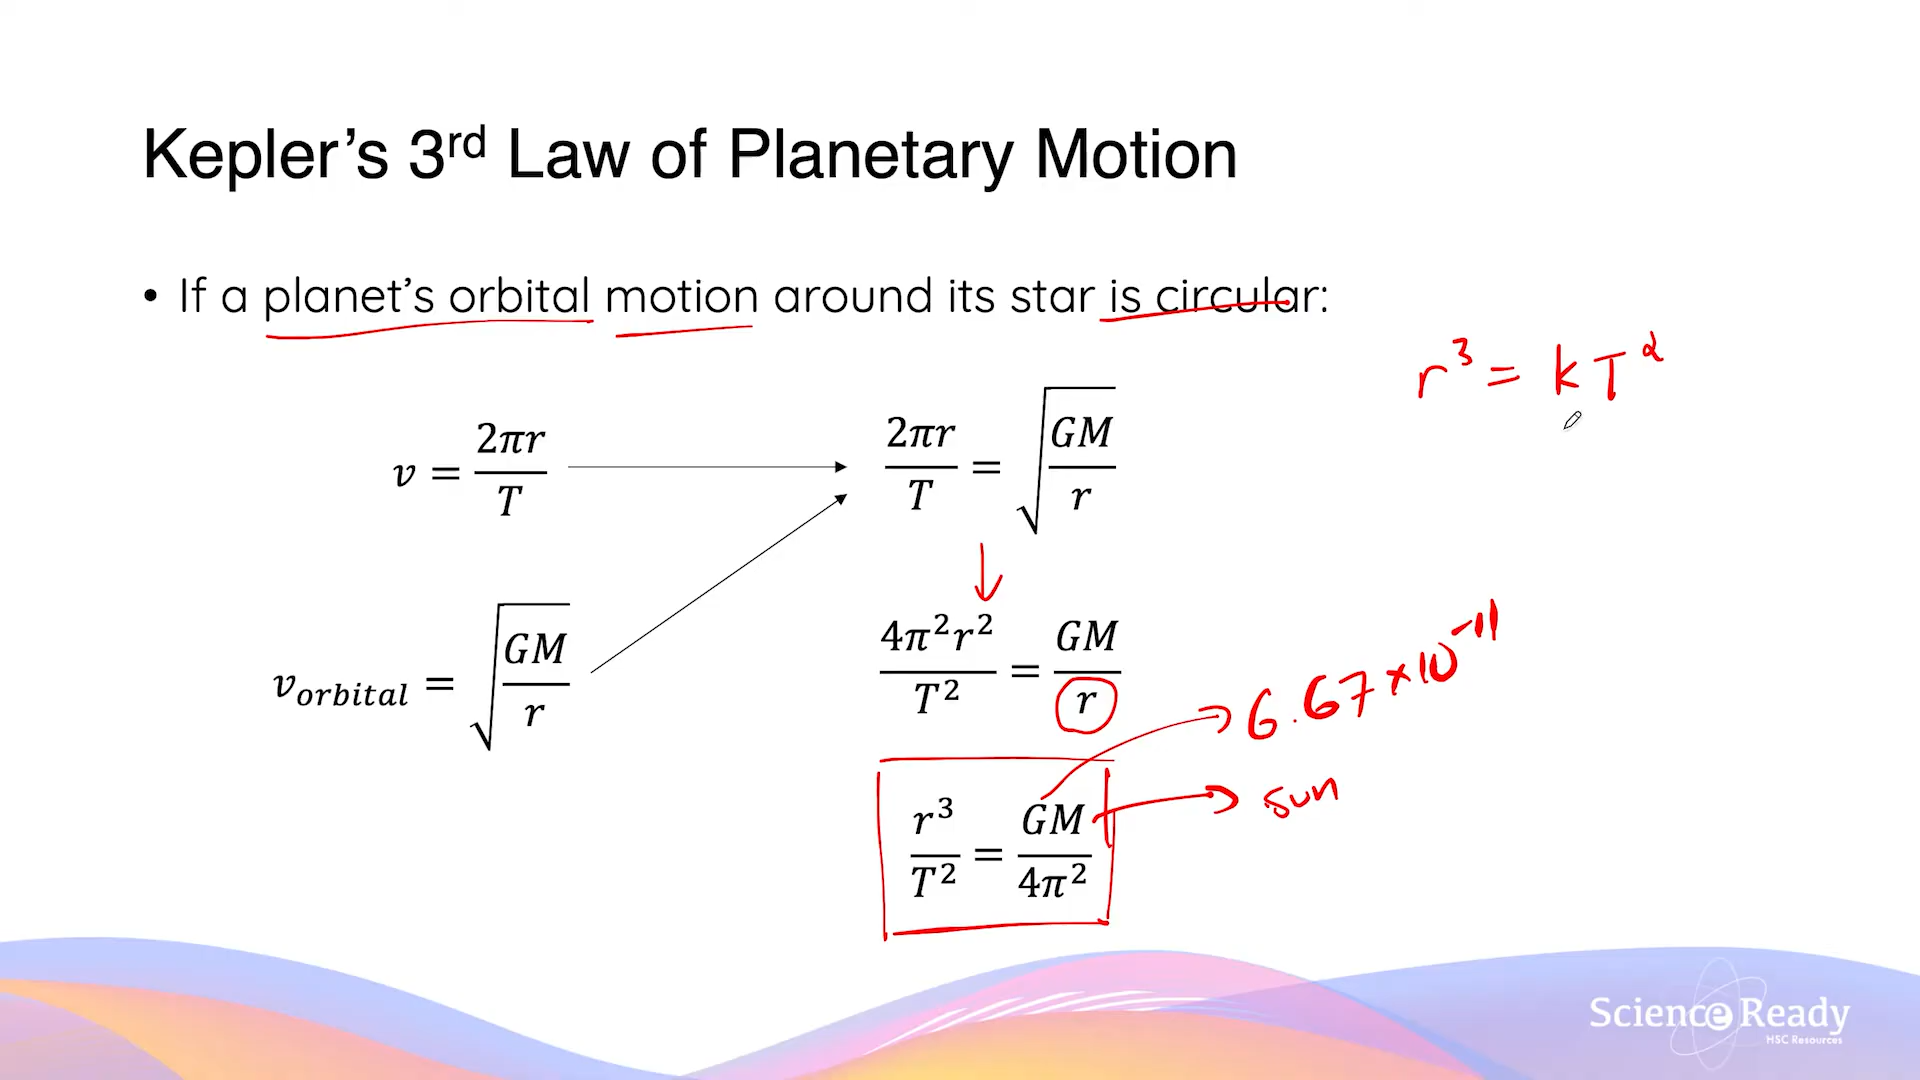 Kepler's 3rd Law of Planetary Motion
• If a planet's orbital motion around its star is circular:
r³ = kT²
v = 2πr/T
2πr/T = √(GM/r)
v_orbital = √(GM/r)
4π²r²/T² = GM/r
6.67×10⁻¹¹
sun
r³/T² = GM/4π²
Science Ready
HSC Resources